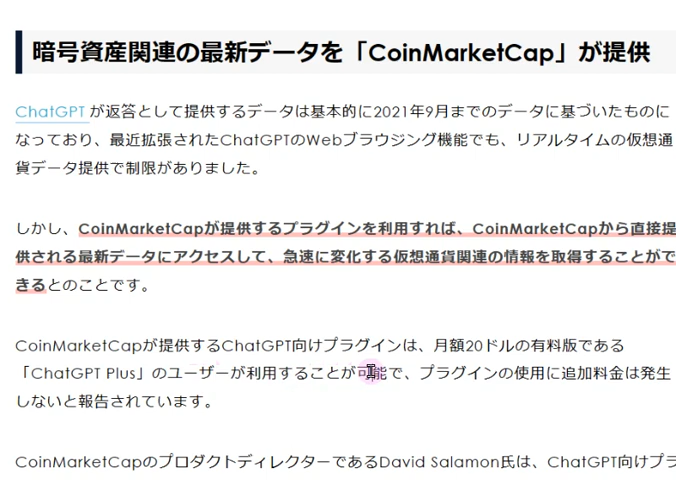 暗号資産関連の最新データを「CoinMarketCap」が提供
ChatGPTが返答として提供するデータは基本的に2021年9月までのデータに基づいたものに
なっており、最近拡張されたChatGPTのWebブラウジング機能でも、リアルタイムの仮想通
貨データ提供で制限がありました。
しかし、CoinMarketCapが提供するプラグインを利用すれば、CoinMarketCapから直接提
供される最新データにアクセスして、急速に変化する仮想通貨関連の情報を取得することがで
きるとのことです。
CoinMarketCapが提供するChatGPT向けプラグインは、月額20ドルの有料版である
「ChatGPT Plus」のユーザーが利用することが可能で、プラグインの使用に追加料金は発生
しないと報告されています。
CoinMarketCapのプロダクトディレクターであるDavid Salamon氏は、ChatGPT向けプラ